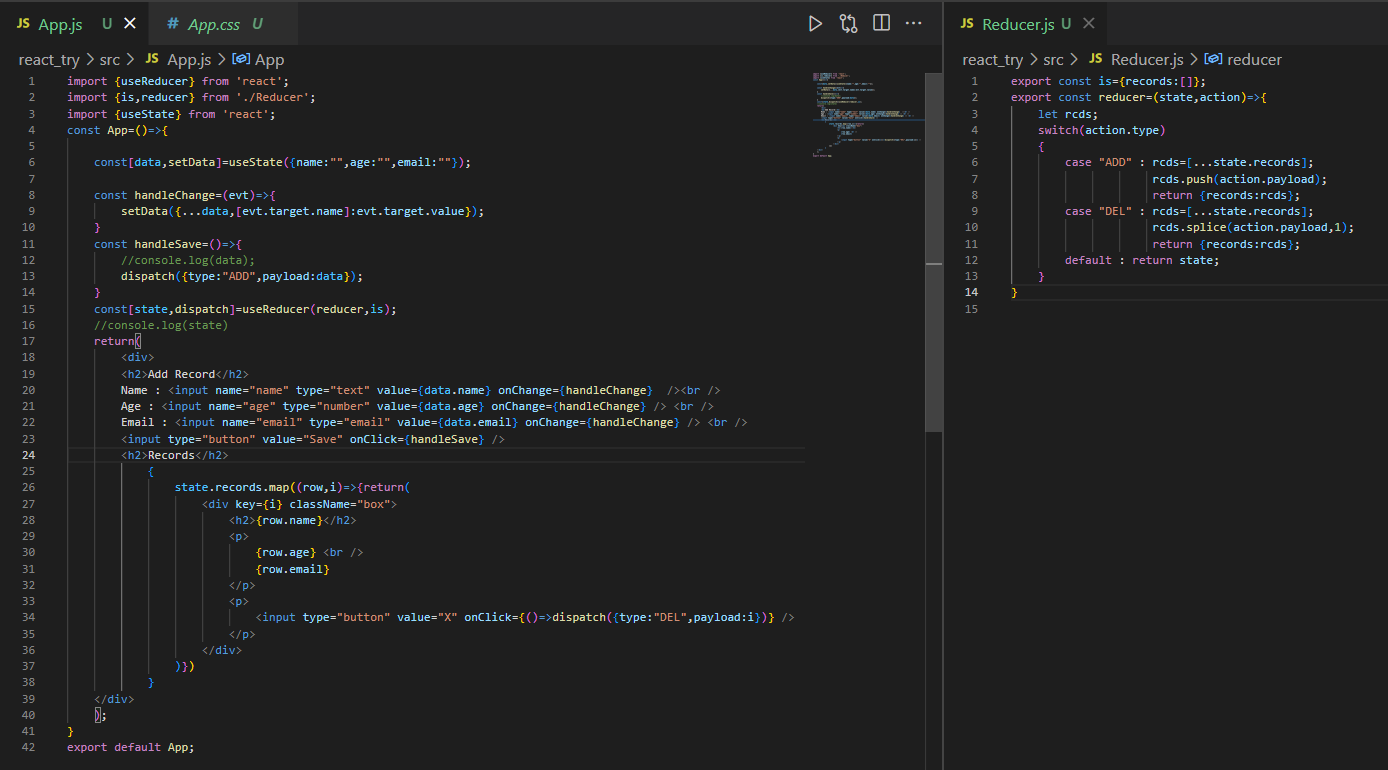 JS App.js U
# App.css U
react_try > src > JS App.js > App
1 import {useReducer} from 'react';
2 import {is,reducer} from './Reducer';
3 import {useState} from 'react';
4 const App=()=>{
5
6 const[data,setData]=useState({name:"",age:"",email:""});
7
8 const handleChange=(evt)=>{
9 setData({...data,[evt.target.name]:evt.target.value});
10 }
11 const handleSave=()=>{
12 //console.log(data);
13 dispatch({type:"ADD",payload:data});
14 }
15 const[state,dispatch]=useReducer(reducer,is);
16 //console.log(state)
17 return(
18 <div>
19 <h2>Add Record</h2>
20 Name : <input name="name" type="text" value={data.name} onChange={handleChange}  /><br />
21 Age : <input name="age" type="number" value={data.age} onChange={handleChange} /> <br />
22 Email : <input name="email" type="email" value={data.email} onChange={handleChange} /> <br />
23 <input type="button" value="Save" onClick={handleSave} />
24 <h2>Records</h2>
25 {
26 state.records.map((row,i)=>{return(
27 <div key={i} className="box">
28 <h2>{row.name}</h2>
29 <p>
30 {row.age} <br />
31 {row.email}
32 </p>
33 <p>
34 <input type="button" value="X" onClick={()=>dispatch({type:"DEL",payload:i})} />
35 </p>
36 </div>
37 )})
38 }
39 </div>
40 );
41 }
42 export default App;
JS Reducer.js U
react_try > src > JS Reducer.js > reducer
1 export const is={records:[]};
2 export const reducer=(state,action)=>{
3 let rcds;
4 switch(action.type)
5 {
6 case "ADD" : rcds=[...state.records];
7 rcds.push(action.payload);
8 return {records:rcds};
9 case "DEL" : rcds=[...state.records];
10 rcds.splice(action.payload,1);
11 return {records:rcds};
12 default : return state;
13 }
14 }
15